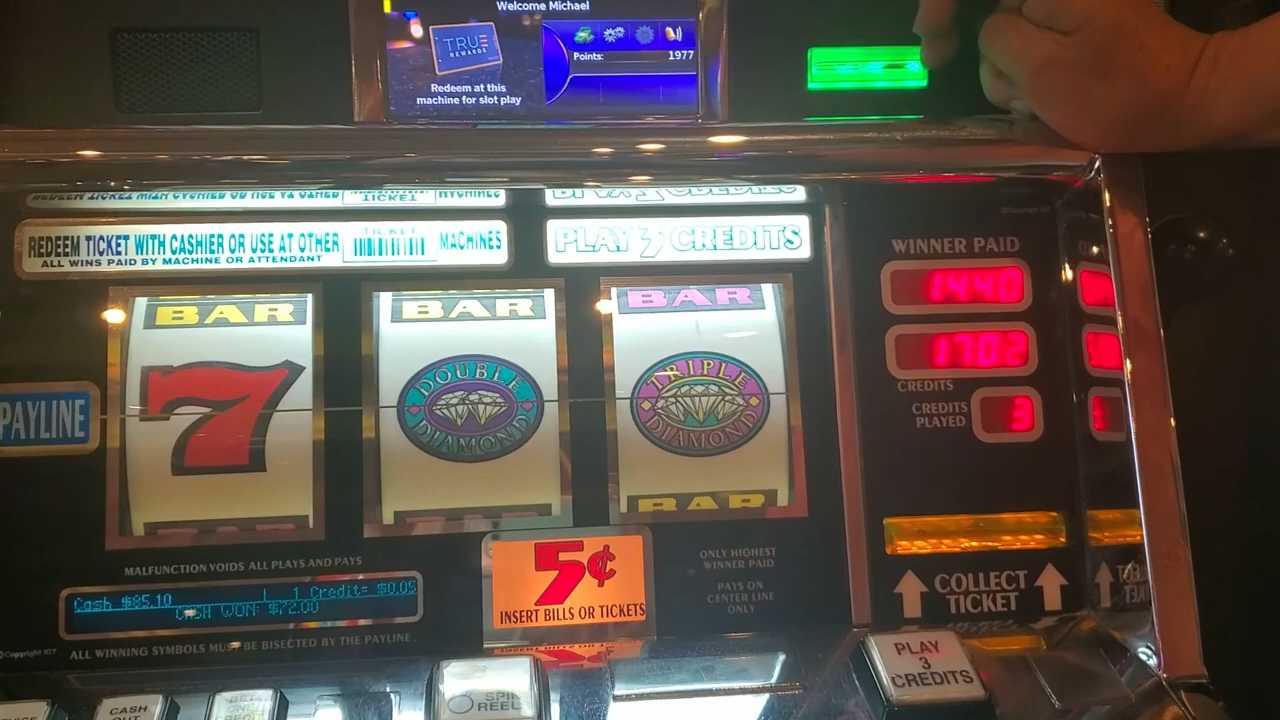 Welcome Michael
TRUE
REWARDS
Points: 1977
Redeem at this
machine for slot play
TICKET
REDEEM TICKET WITH CASHIER OR USE AT OTHER
TICKET
MACHINES
ALL WINS PAID BY MACHINE OR ATTENDANT
PLAY 3 CREDITS
WINNER PAID
1440
1702
CREDITS
CREDITS
PLAYED
3
BAR
BAR
BAR
PAYLINE
7
DOUBLE
DIAMOND
TRIPLE
DIAMOND
BAR
BAR
MALFUNCTION VOIDS ALL PLAYS AND PAYS
Cash $85.10
1 Credit= $0.05
CASH WON: $72.00
ALL WINNING SYMBOLS MUST BE BISECTED BY THE PAYLINE.
©Copyright IGT
5¢
INSERT BILLS OR TICKETS
ONLY HIGHEST
WINNER PAID
PAYS ON
CENTER LINE
ONLY
COLLECT
TICKET
CASH
OUT
SPIN
REEL
PLAY
3
CREDITS